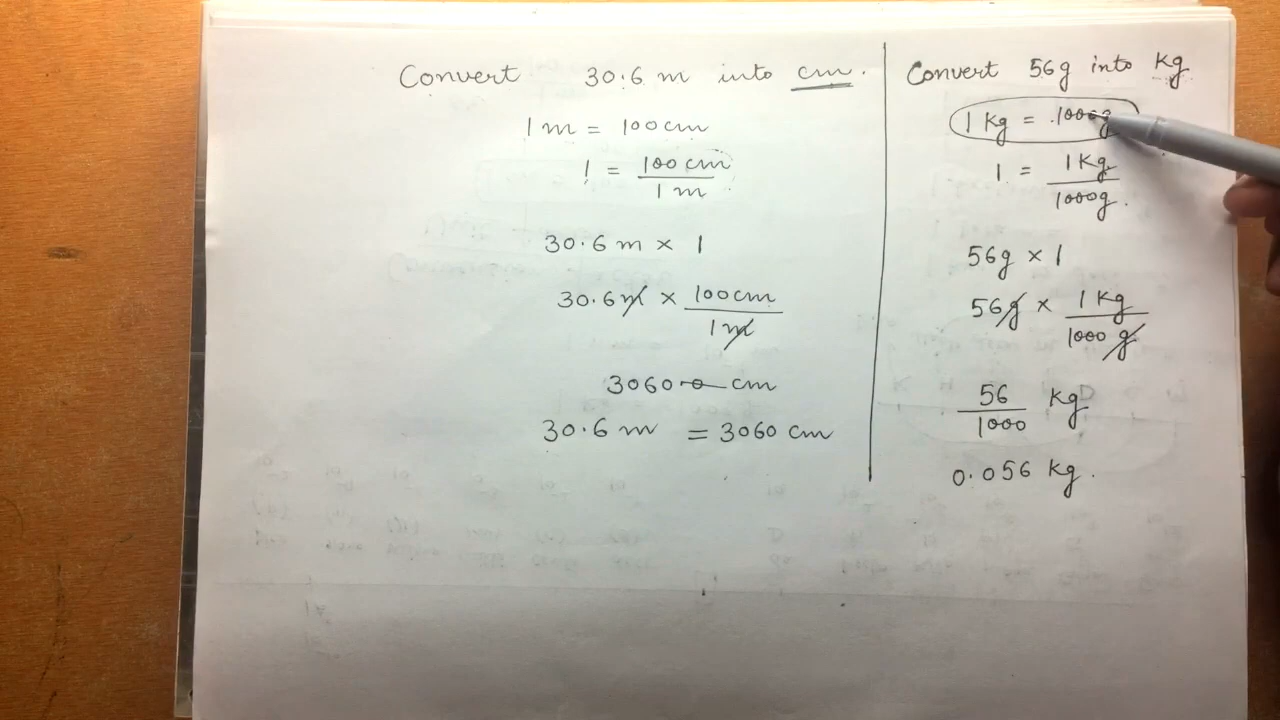 Convert 30.6 m into cm.
1 m = 100 cm
1 = 100 cm / 1 m
30.6 m × 1
30.6 m × 100 cm / 1 m
3060 cm
30.6 m = 3060 cm
Convert 56g into Kg
1 Kg = 1000g
1 = 1 Kg / 1000g.
56g × 1
56g × 1 Kg / 1000 g
56 / 1000 Kg
0.056 Kg.